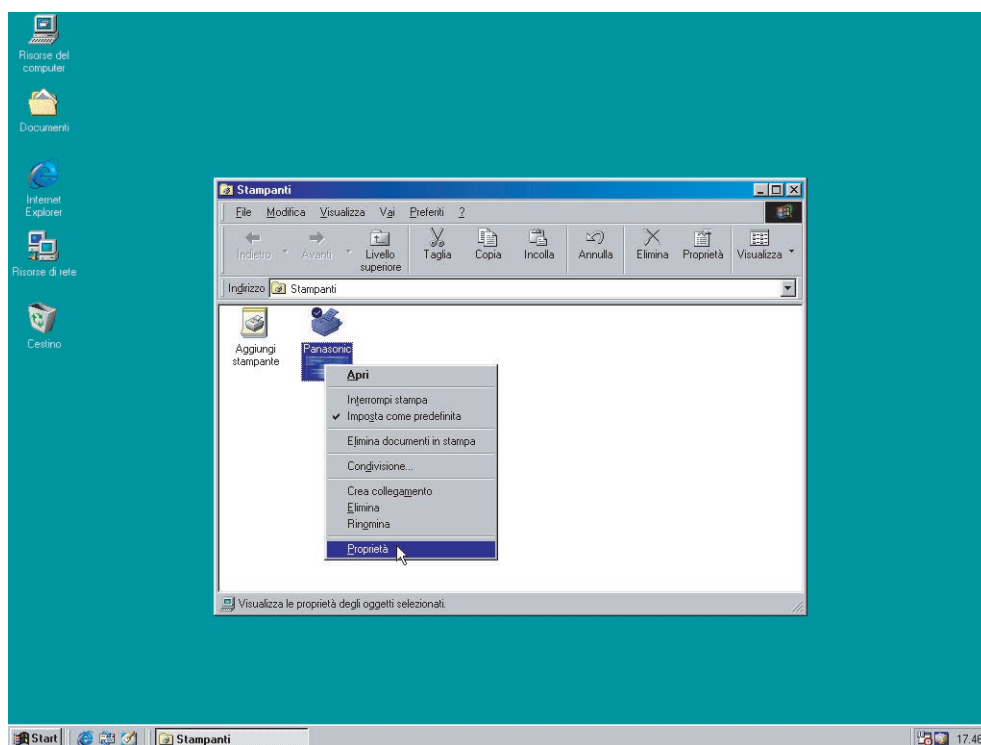 Risorse del
computer
Documenti
Internet
Explorer
Risorse di rete
Cestino
Stampanti
File Modifica Visualizza Vai Preferiti ?
Indietro Avanti Livello superiore Taglia Copia Incolla Annulla Elimina Proprietà Visualizza
Indirizzo Stampanti
Aggiungi
stampante
Panasonic
Apri
Interrompi stampa
Imposta come predefinita
Elimina documenti in stampa
Condivisione...
Crea collegamento
Elimina
Rinomina
Proprietà
Visualizza le proprietà degli oggetti selezionati.
Start Stampanti 17.46